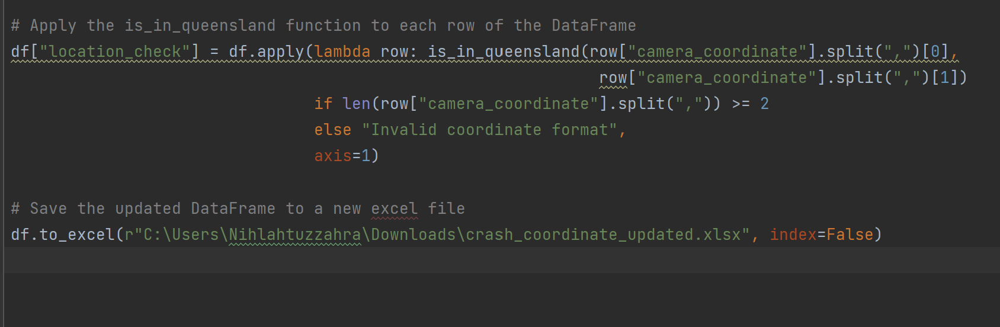 # Apply the is_in_queensland function to each row of the DataFrame
df["location_check"] = df.apply(lambda row: is_in_queensland(row["camera_coordinate"].split(",")[0],
row["camera_coordinate"].split(",")[1])
if len(row["camera_coordinate"].split(",")) >= 2
else "Invalid coordinate format",
axis=1)
# Save the updated DataFrame to a new excel file
df.to_excel(r"C:\Users\Nihlahtuzzahra\Downloads\crash_coordinate_updated.xlsx", index=False)